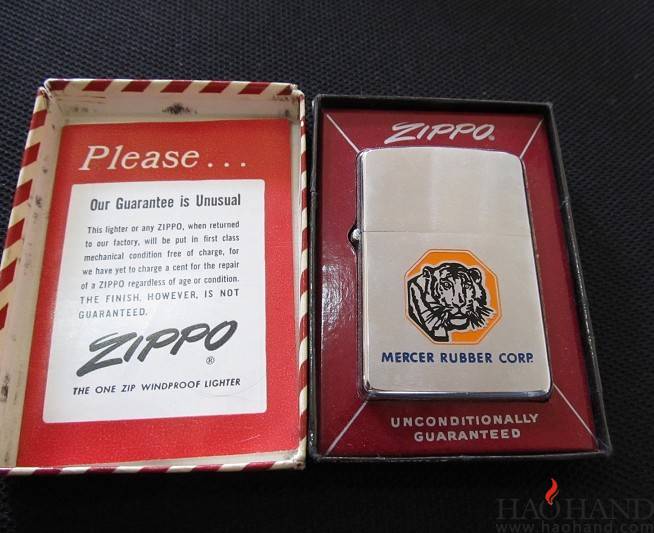 Please...
Our Guarantee is Unusual
This lighter or any ZIPPO, when returned
to our factory, will be put in first class
mechanical condition free of charge, for
we have yet to charge a cent for the repair
of a ZIPPO regardless of age or condition.
THE FINISH, HOWEVER, IS NOT
GUARANTEED.
ZIPPO
®
THE ONE ZIP WINDPROOF LIGHTER
ZIPPO®
MERCER RUBBER CORP.
UNCONDITIONALLY
GUARANTEED
HAOHAND
www.haohand.com